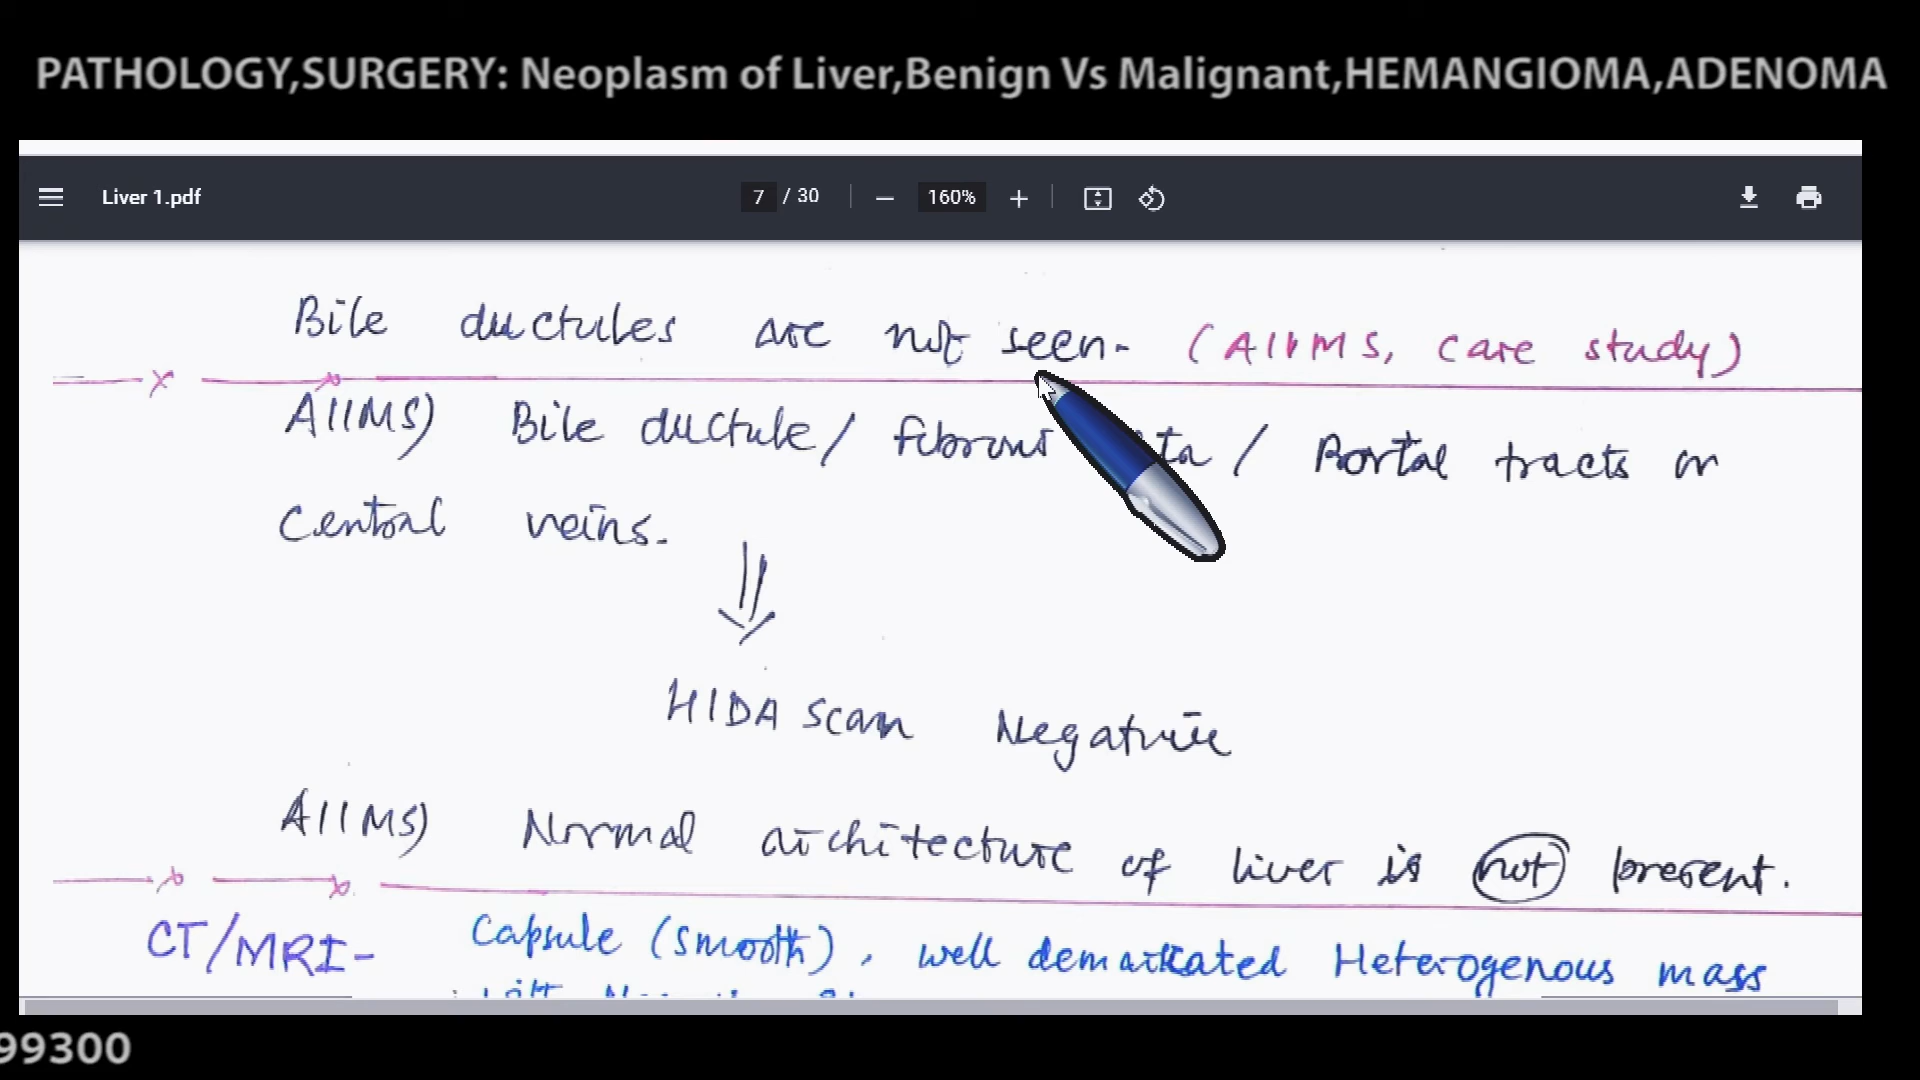 PATHOLOGY,SURGERY: Neoplasm of Liver,Benign Vs Malignant,HEMANGIOMA,ADENOMA
Liver 1.pdf 7 / 30 160%
Bile ductules are not seen. (AIIMS, Case study)
AIIMS) Bile ductule/ fibrous ta / Portal tracts or
Central veins.
HIDA scan Negative
AIIMS) Normal architecture of liver is not present.
CT/MRI- Capsule (smooth), well demarkated Heterogenous mass
99300